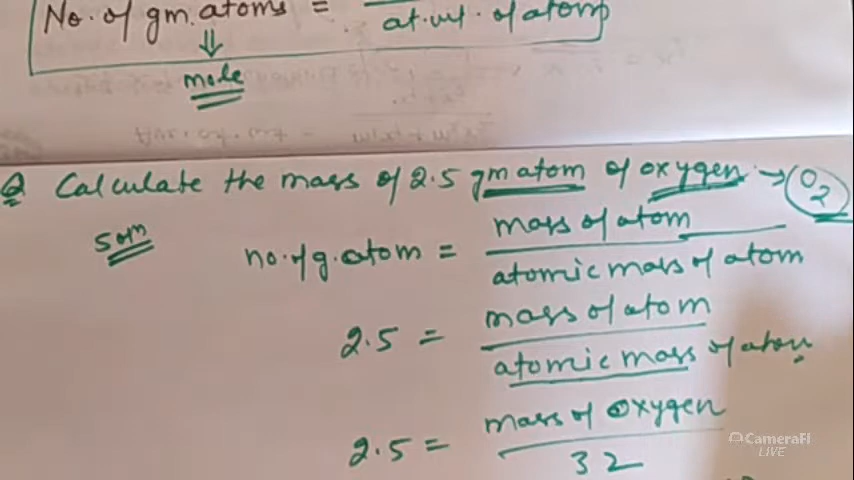 No. of gm. atoms =
at. wt. of atom
mole
Q Calculate the mass of 2.5 gm atom of oxygen → O2
Soln
no. of g. atom = mass of atom
atomic mass of atom
2.5 = mass of atom
atomic mass of atom
2.5 = mass of oxygen
32
CameraFI
LIVE